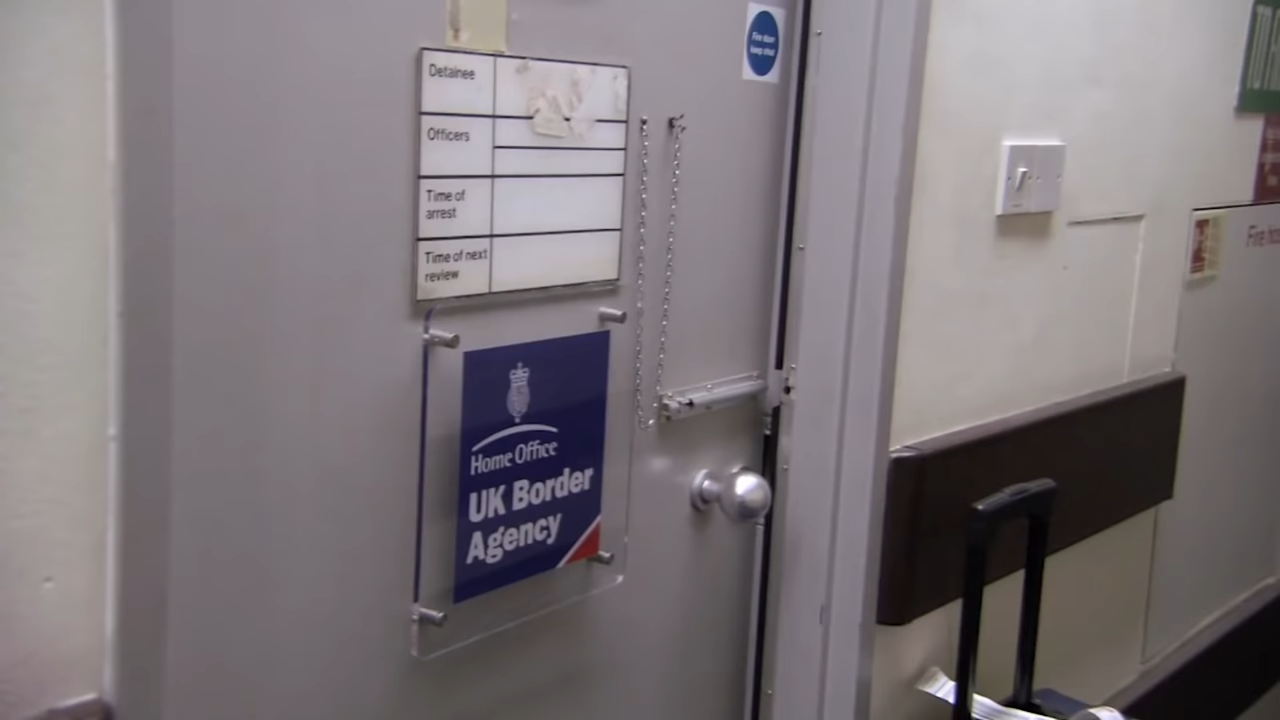 Detainee
Officers
Time of
arrest
Time of next
review
Home Office
UK Border
Agency
Fire door
keep shut
Fire